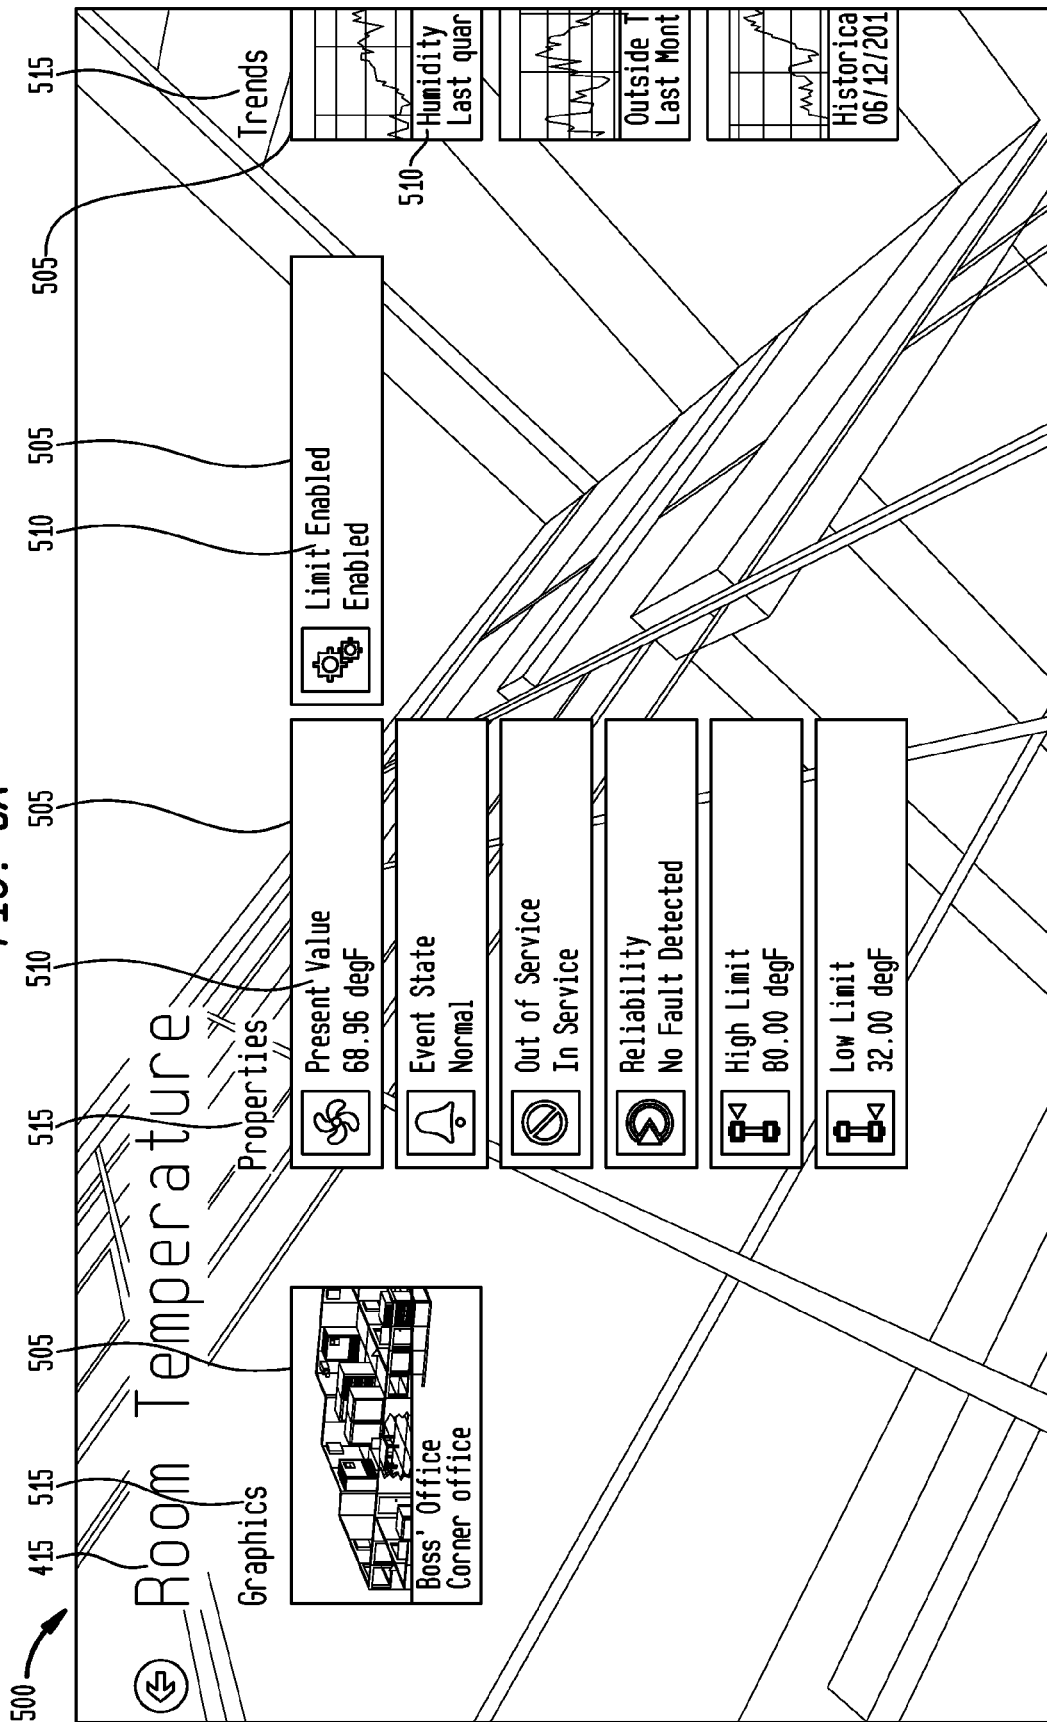 FIG. 5A
500
415
515
505
515
510
505
510
505
505
515
Room Temperature
Graphics
Boss' Office
Corner office
Properties
Present Value
68.96 degF
Event State
Normal
Out of Service
In Service
Reliability
No Fault Detected
High Limit
80.00 degF
Low Limit
32.00 degF
Limit Enabled
Enabled
Trends
510
Humidity
Last quar
Outside T
Last Mont
Historica
06/12/201